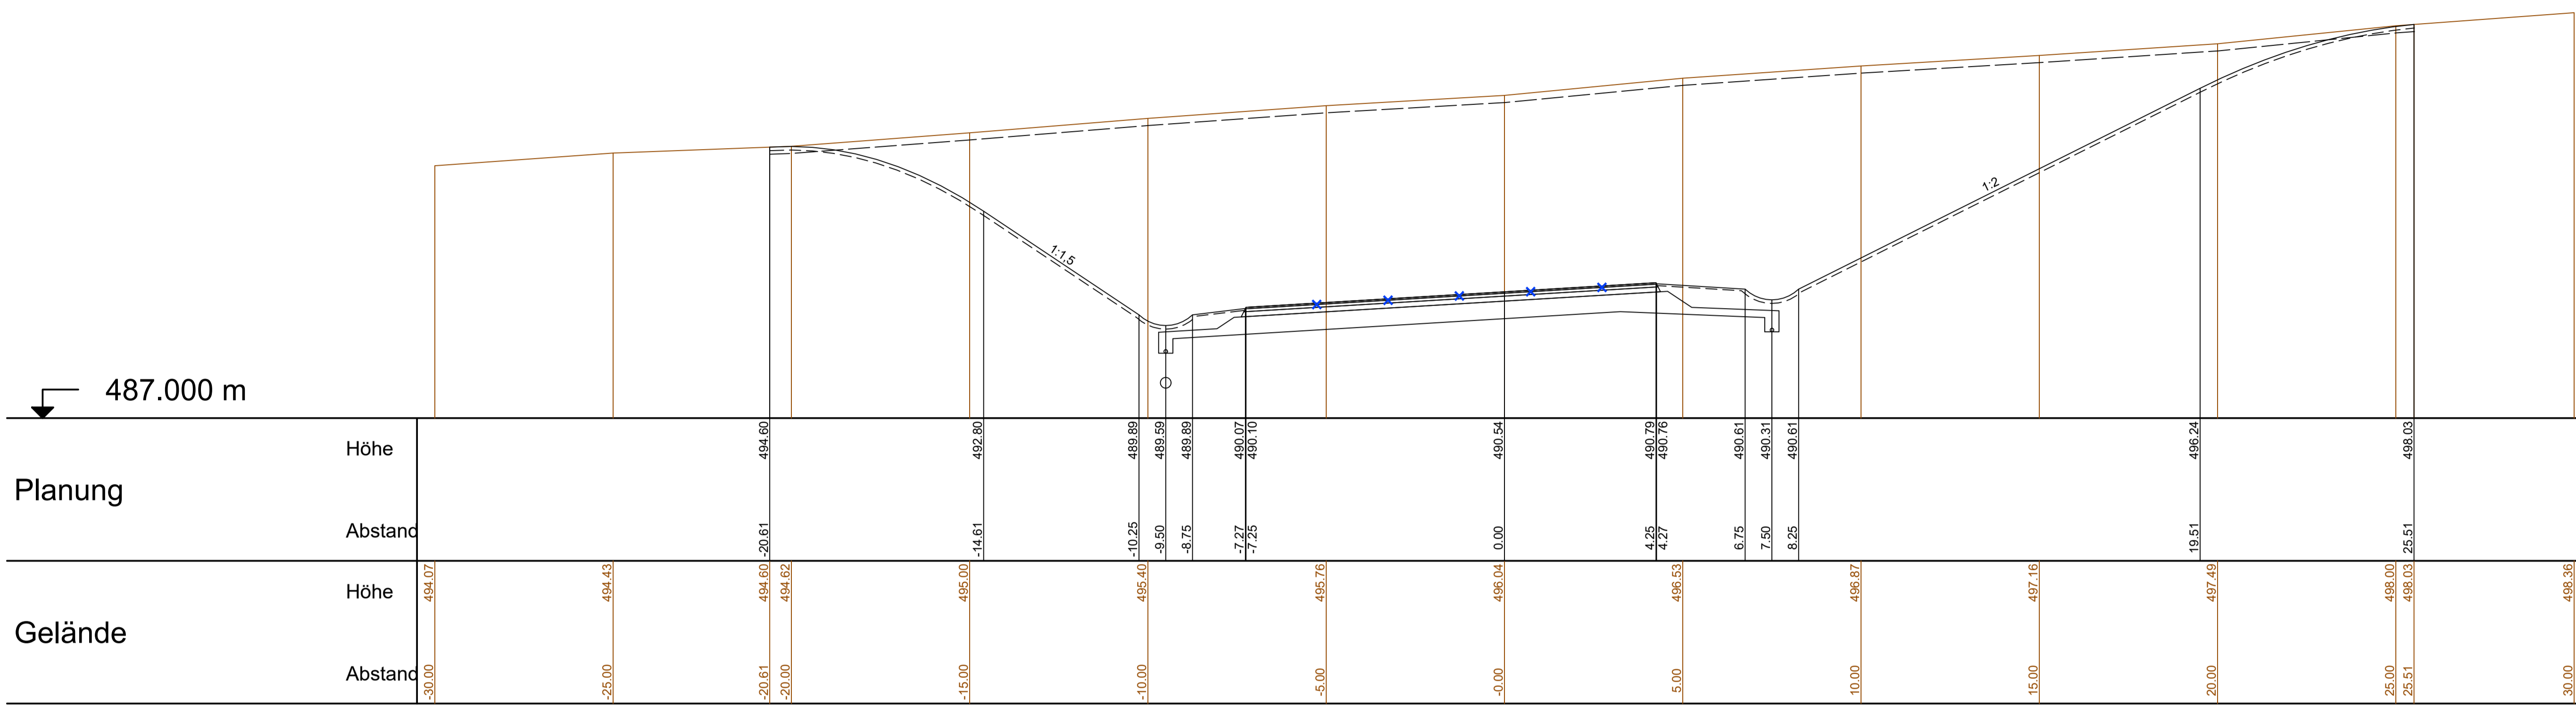 1:1,5
1:2
487.000 m
Planung
Höhe
494.60 492.80 489.89 489.59 489.89 490.07 490.10 490.54 490.79 490.76 490.61 490.31 490.61 496.24 498.03
Abstand
-20.61 -14.61 -10.25 -9.50 -8.75 -7.27 -7.25 0.00 4.25 4.27 6.75 7.50 8.25 19.51 25.51
Gelände
Höhe
494.07 494.43 494.60 494.62 495.00 495.40 495.76 496.04 496.53 496.87 497.16 497.49 498.00 498.03 498.36
Abstand
-30.00 -25.00 -20.61 -20.00 -15.00 -10.00 -5.00 -0.00 5.00 10.00 15.00 20.00 25.00 25.51 30.00